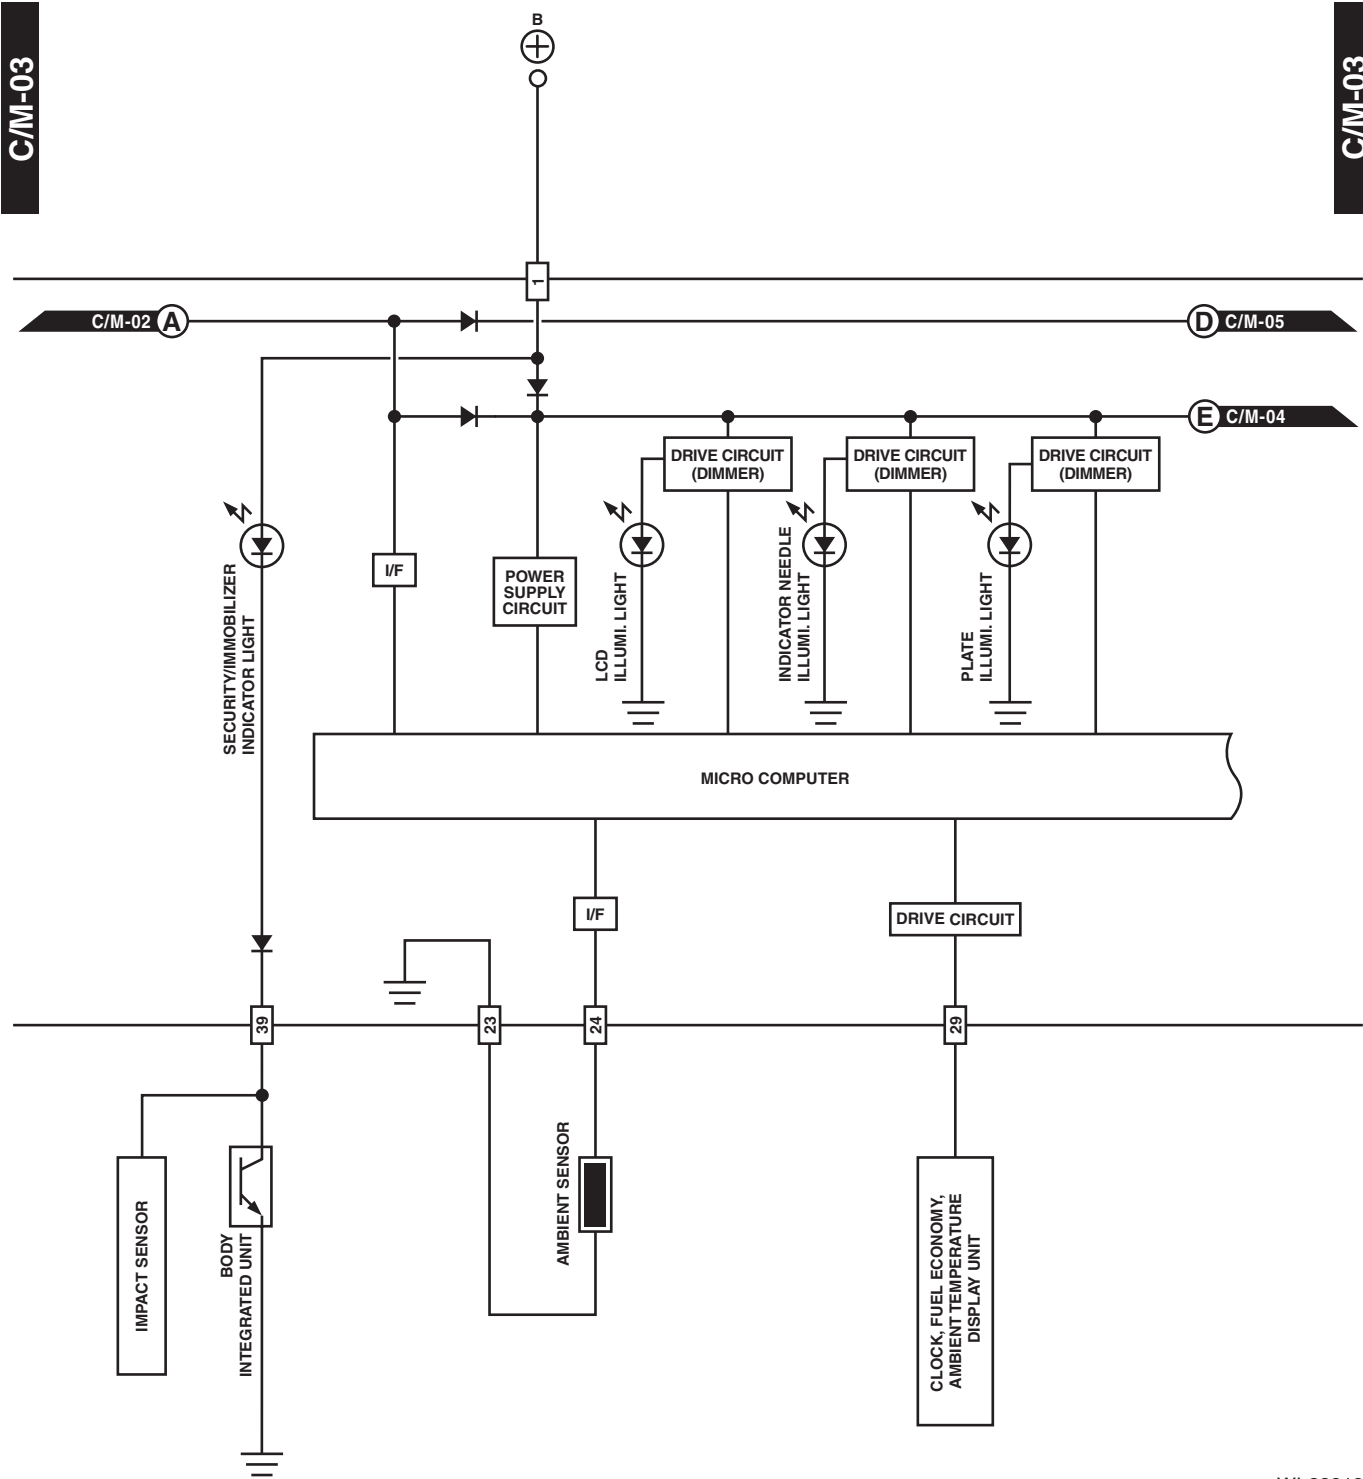 C/M-03
C/M-03
B
1
C/M-02 A
D C/M-05
E C/M-04
DRIVE CIRCUIT
(DIMMER)
DRIVE CIRCUIT
(DIMMER)
DRIVE CIRCUIT
(DIMMER)
SECURITY/IMMOBILIZER
INDICATOR LIGHT
I/F
POWER
SUPPLY
CIRCUIT
LCD
ILLUMI. LIGHT
INDICATOR NEEDLE
ILLUMI. LIGHT
PLATE
ILLUMI. LIGHT
MICRO COMPUTER
I/F
DRIVE CIRCUIT
39
23
24
29
IMPACT SENSOR
BODY
INTEGRATED UNIT
AMBIENT SENSOR
CLOCK, FUEL ECONOMY,
AMBIENT TEMPERATURE
DISPLAY UNIT